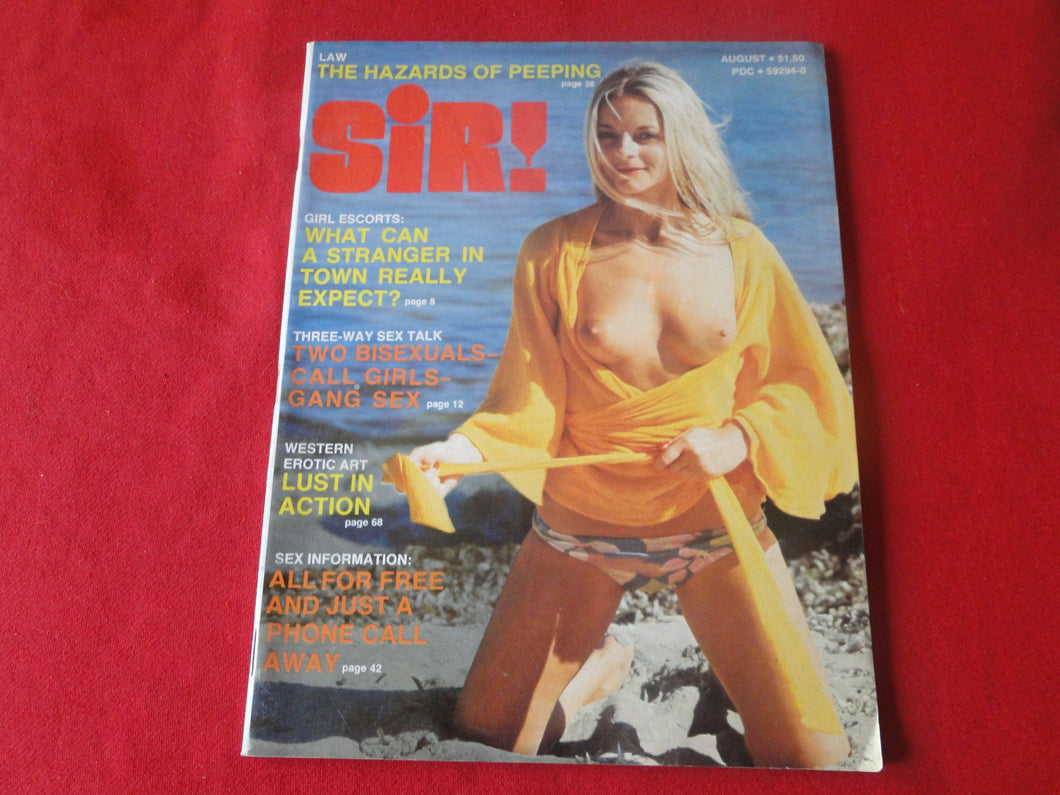 LAW
THE HAZARDS OF PEEPING
page 36
AUGUST • $1.50
PDC • 59294-0
SiR!
GIRL ESCORTS:
WHAT CAN
A STRANGER IN
TOWN REALLY
EXPECT? page 8
THREE-WAY SEX TALK
TWO BISEXUALS–
CALL GIRLS–
GANG SEX page 12
WESTERN
EROTIC ART
LUST IN
ACTION
page 68
SEX INFORMATION:
ALL FOR FREE
AND JUST A
PHONE CALL
AWAY page 42